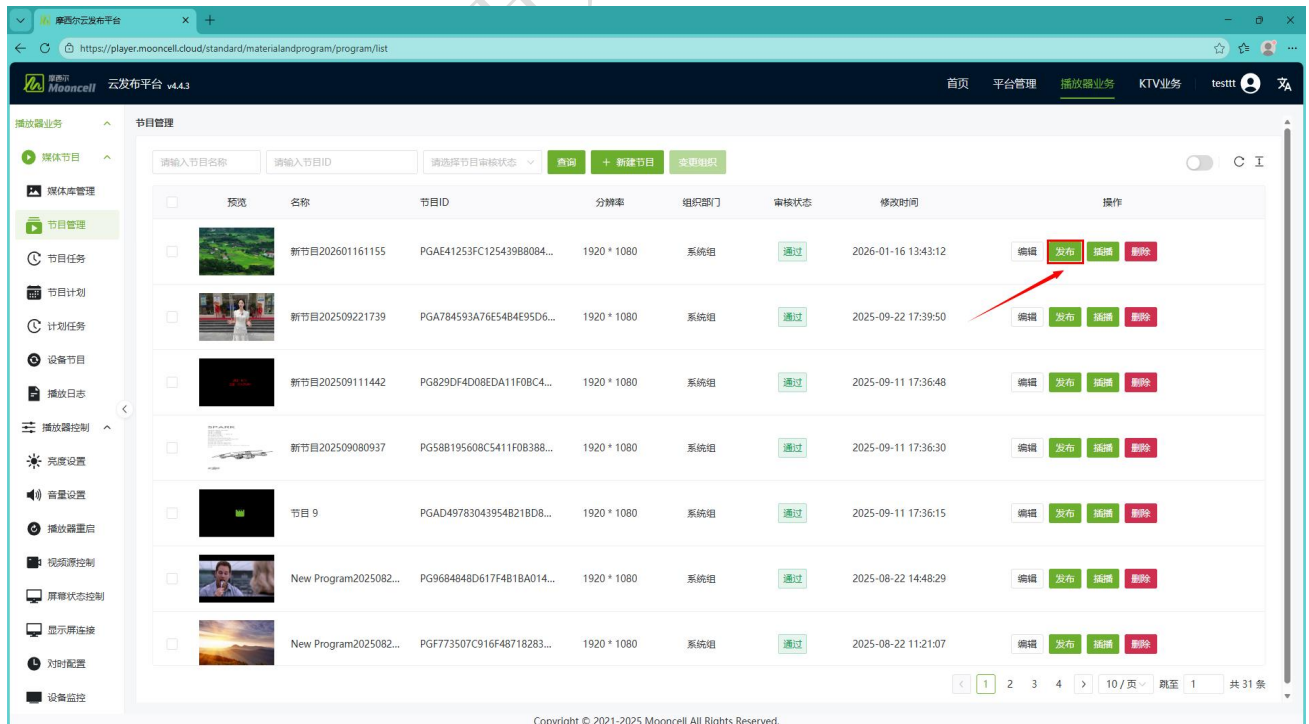 摩西尔云发布平台
https://player.mooncell.cloud/standard/materialandprogram/program/list
摩西尔
Mooncell 云发布平台 v4.4.3 首页 平台管理 播放器业务 KTV业务 testtt
播放器业务
媒体节目
媒体库管理
节目管理
节目任务
节目计划
计划任务
设备节目
播放日志
播放器控制
亮度设置
音量设置
播放器重启
视频源控制
屏幕状态控制
显示屏连接
对时配置
设备监控
节目管理
请输入节目名称 请输入节目ID 请选择节目审核状态 查询 + 新建节目 变更组织
预览 名称 节目ID 分辨率 组织部门 审核状态 修改时间 操作
新节目202601161155 PGAE41253FC125439B8084... 1920 * 1080 系统组 通过 2026-01-16 13:43:12 编辑 发布 插播 删除
新节目202509221739 PGA784593A76E54B4E95D6... 1920 * 1080 系统组 通过 2025-09-22 17:39:50 编辑 发布 插播 删除
新节目202509111442 PG829DF4D08EDA11F0BC4... 1920 * 1080 系统组 通过 2025-09-11 17:36:48 编辑 发布 插播 删除
新节目202509080937 PG58B195608C5411F0B388... 1920 * 1080 系统组 通过 2025-09-11 17:36:30 编辑 发布 插播 删除
节目 9 PGAD49783043954B21BD8... 1920 * 1080 系统组 通过 2025-09-11 17:36:15 编辑 发布 插播 删除
New Program2025082... PG9684848D617F4B1BA014... 1920 * 1080 系统组 通过 2025-08-22 14:48:29 编辑 发布 插播 删除
New Program2025082... PGF773507C916F48718283... 1920 * 1080 系统组 通过 2025-08-22 11:21:07 编辑 发布 插播 删除
1 2 3 4 10 / 页 跳至 1 共 31 条
Copyright © 2021-2025 Mooncell All Rights Reserved.